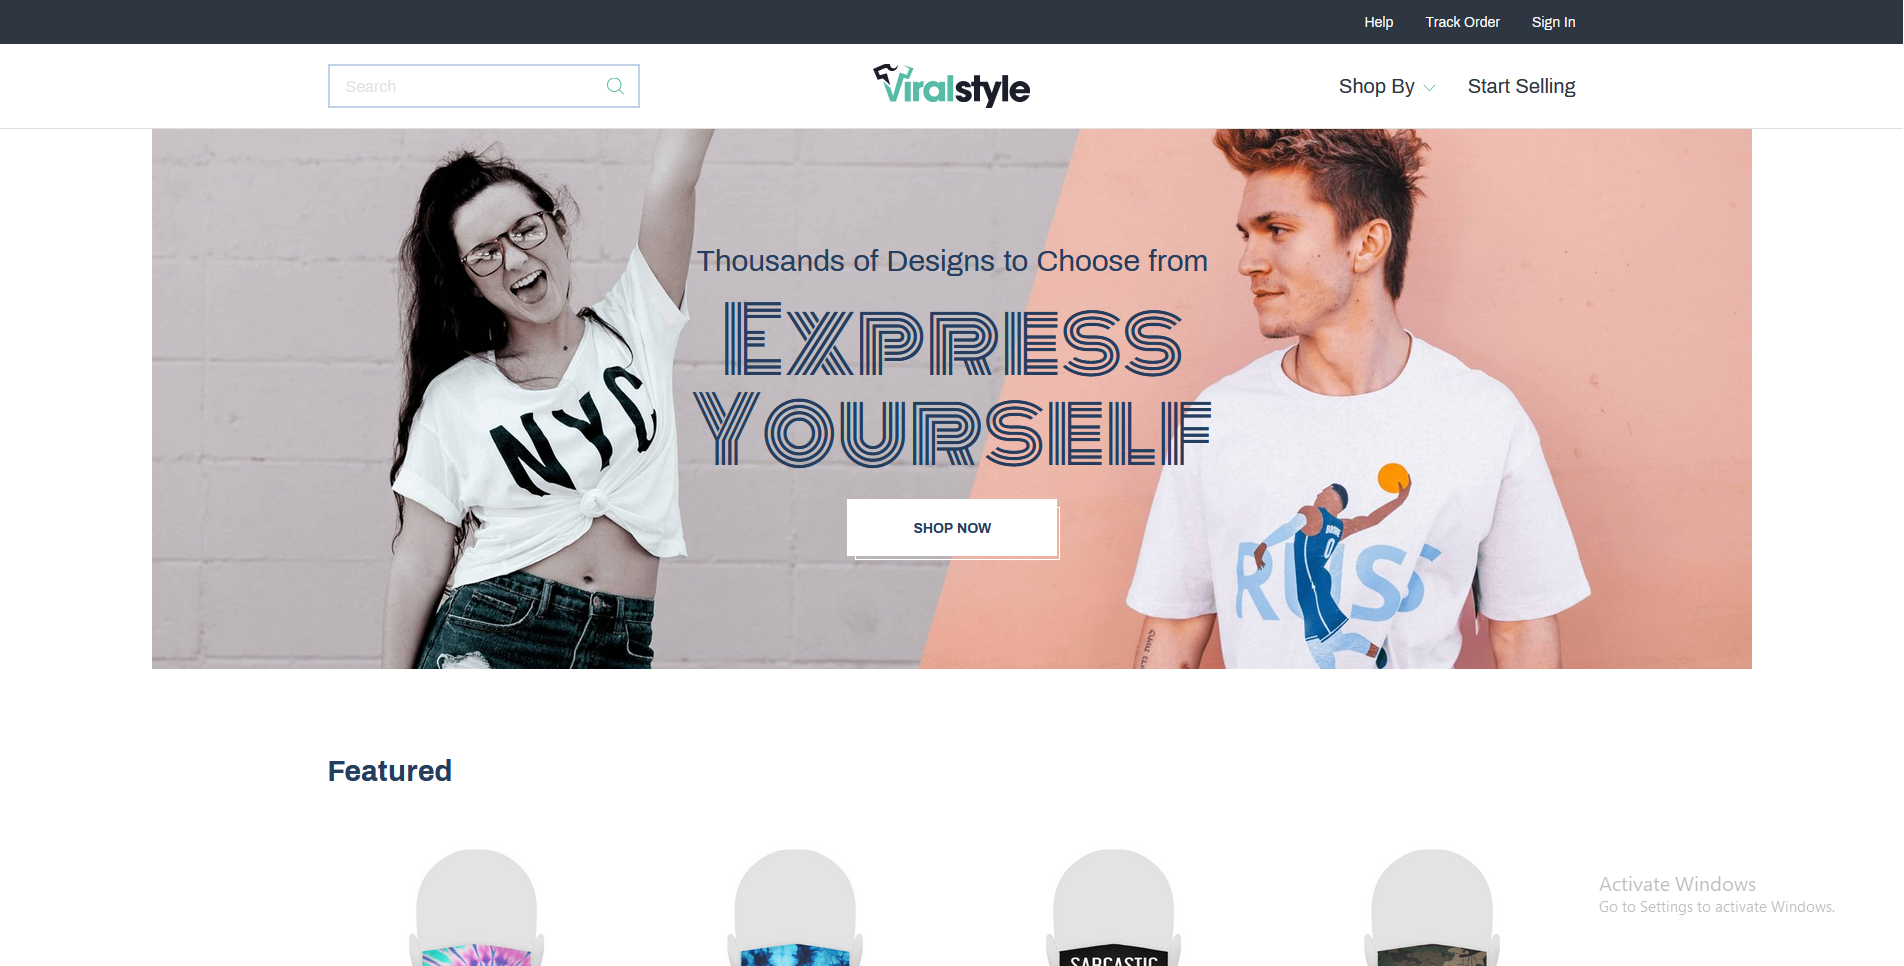 Help Track Order Sign In
Search
Viralstyle
Shop By Start Selling
Thousands of Designs to Choose from
EXPRESS
YOURSELF
SHOP NOW
NYC
RUSS
0
Featured
SARCASTIC
Activate Windows
Go to Settings to activate Windows.